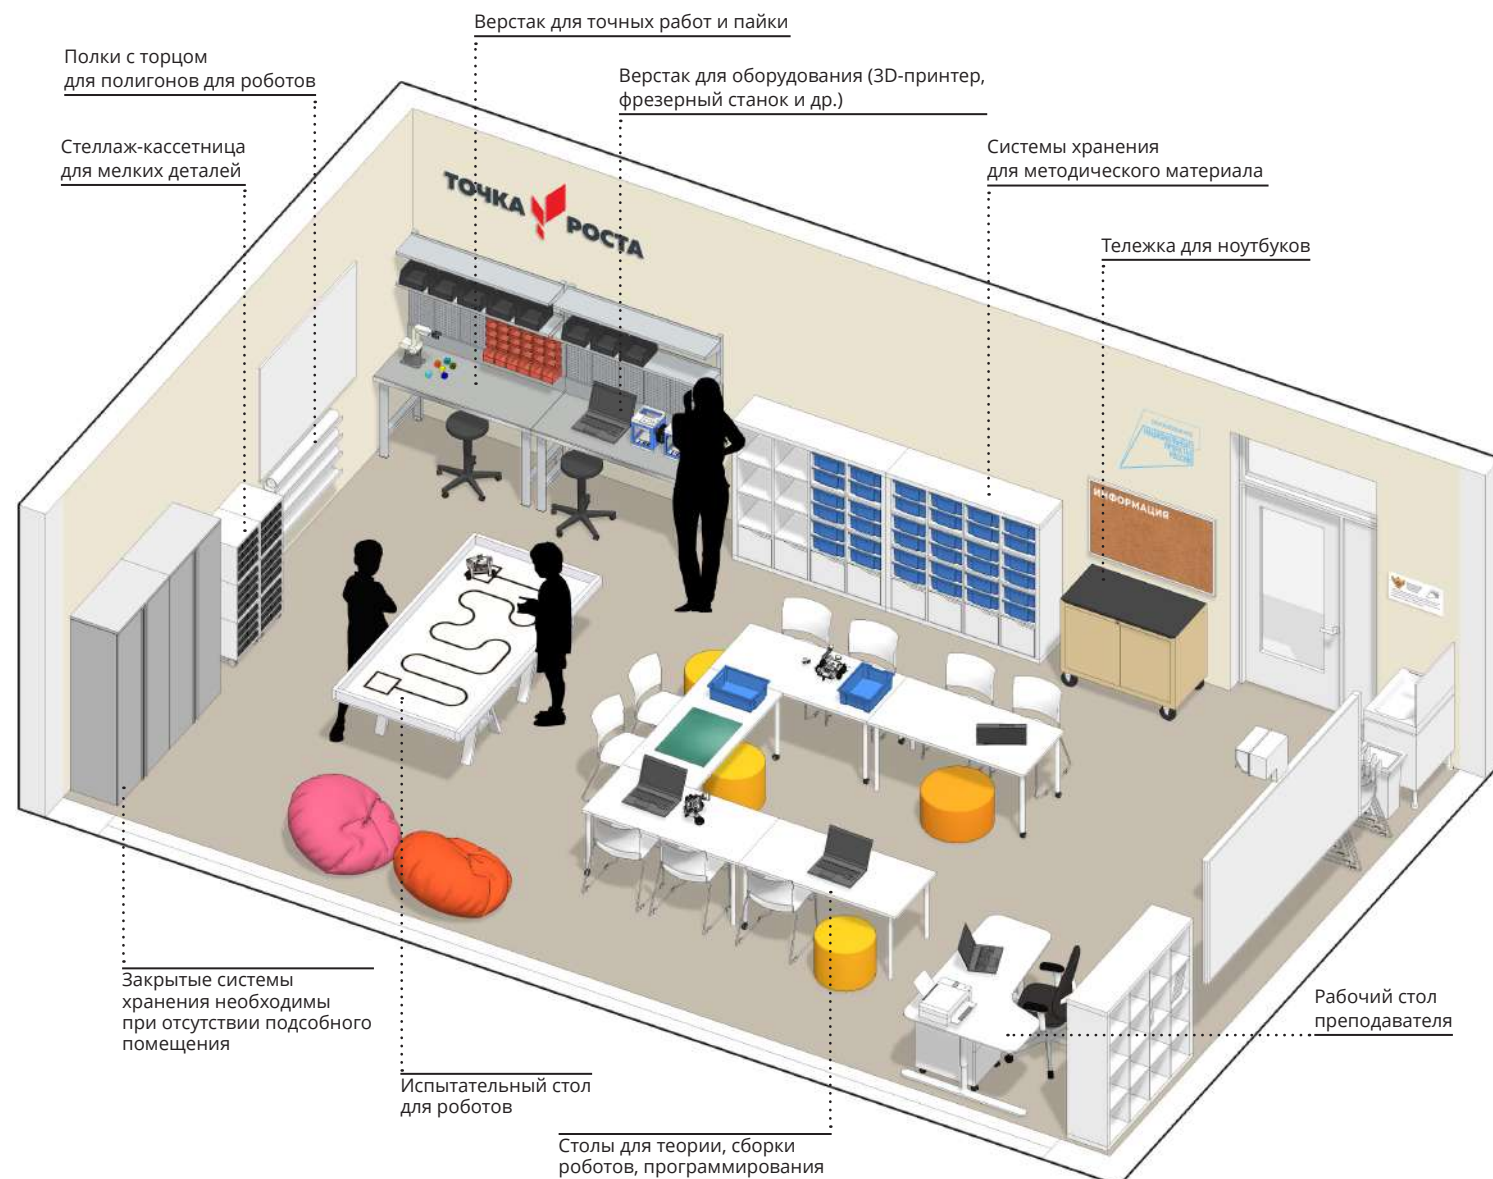 Верстак для точных работ и пайки
Полки с торцом
для полигонов для роботов
Верстак для оборудования (3D-принтер,
фрезерный станок и др.)
Стеллаж-кассетница
для мелких деталей
Системы хранения
для методического материала
Тележка для ноутбуков
ТОЧКА
РОСТА
ИНФОРМАЦИЯ
Закрытые системы
хранения необходимы
при отсутствии подсобного
помещения
Рабочий стол
преподавателя
Испытательный стол
для роботов
Столы для теории, сборки
роботов, программирования